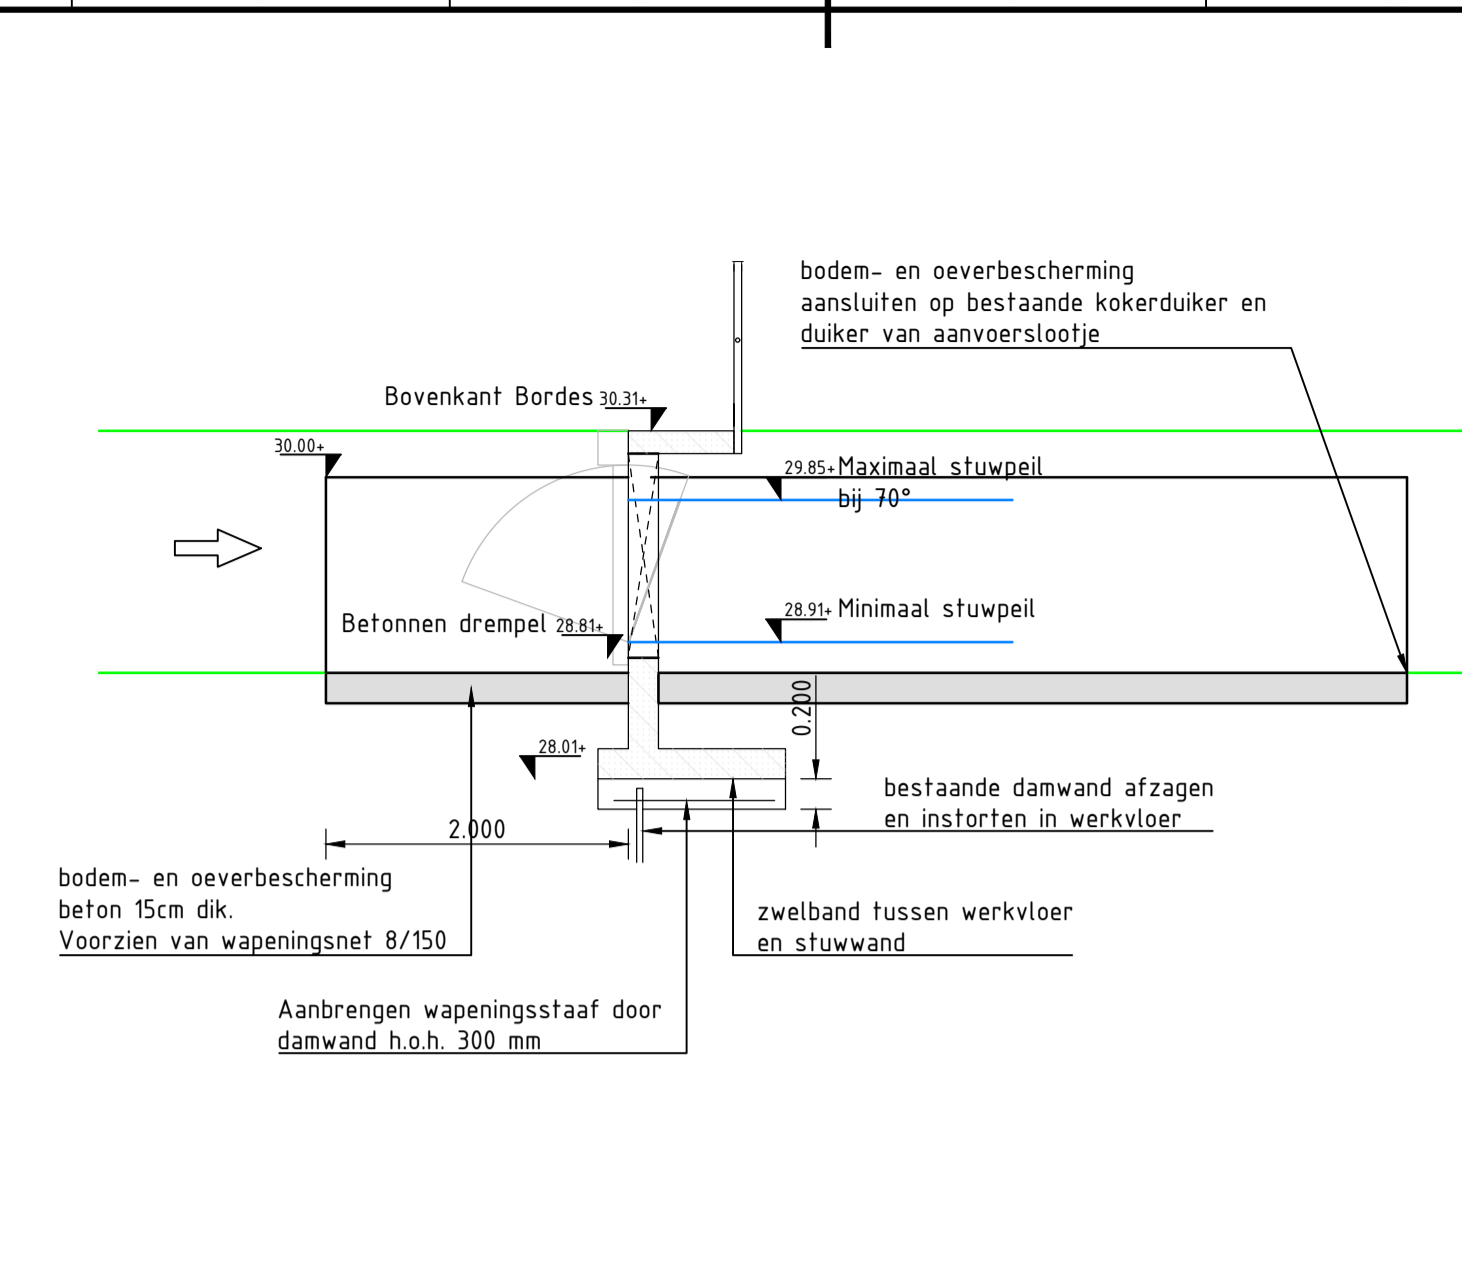 bodem- en oeverbescherming
aansluiten op bestaande kokerduiker en
duiker van aanvoerslootje
Bovenkant Bordes 30.31+
30.00+
29.85+ Maximaal stuwpeil
bij 70°
28.91+ Minimaal stuwpeil
Betonnen drempel 28.81+
0.200
28.01+
bestaande damwand afzagen
en instorten in werkvloer
2.000
bodem- en oeverbescherming
beton 15cm dik.
Voorzien van wapeningsnet 8/150
zwelband tussen werkvloer
en stuwwand
Aanbrengen wapeningsstaaf door
damwand h.o.h. 300 mm